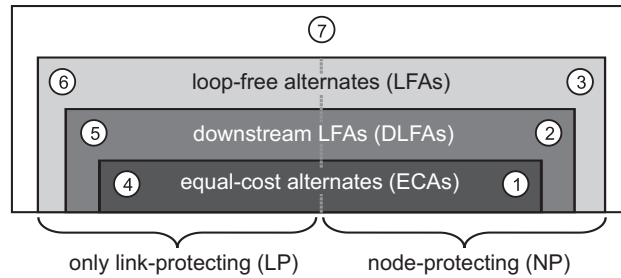 7
6 loop-free alternates (LFAs) 3
5 downstream LFAs (DLFAs) 2
4 equal-cost alternates (ECAs) 1
only link-protecting (LP) node-protecting (NP)